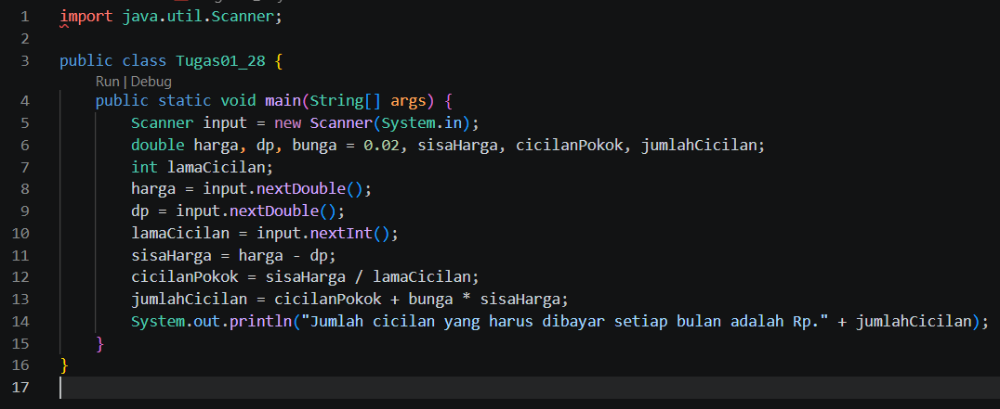 1 import java.util.Scanner;
2
3 public class Tugas01_28 {
Run | Debug
4 public static void main(String[] args) {
5 Scanner input = new Scanner(System.in);
6 double harga, dp, bunga = 0.02, sisaHarga, cicilanPokok, jumlahCicilan;
7 int lamaCicilan;
8 harga = input.nextDouble();
9 dp = input.nextDouble();
10 lamaCicilan = input.nextInt();
11 sisaHarga = harga - dp;
12 cicilanPokok = sisaHarga / lamaCicilan;
13 jumlahCicilan = cicilanPokok + bunga * sisaHarga;
14 System.out.println("Jumlah cicilan yang harus dibayar setiap bulan adalah Rp." + jumlahCicilan);
15 }
16 }
17